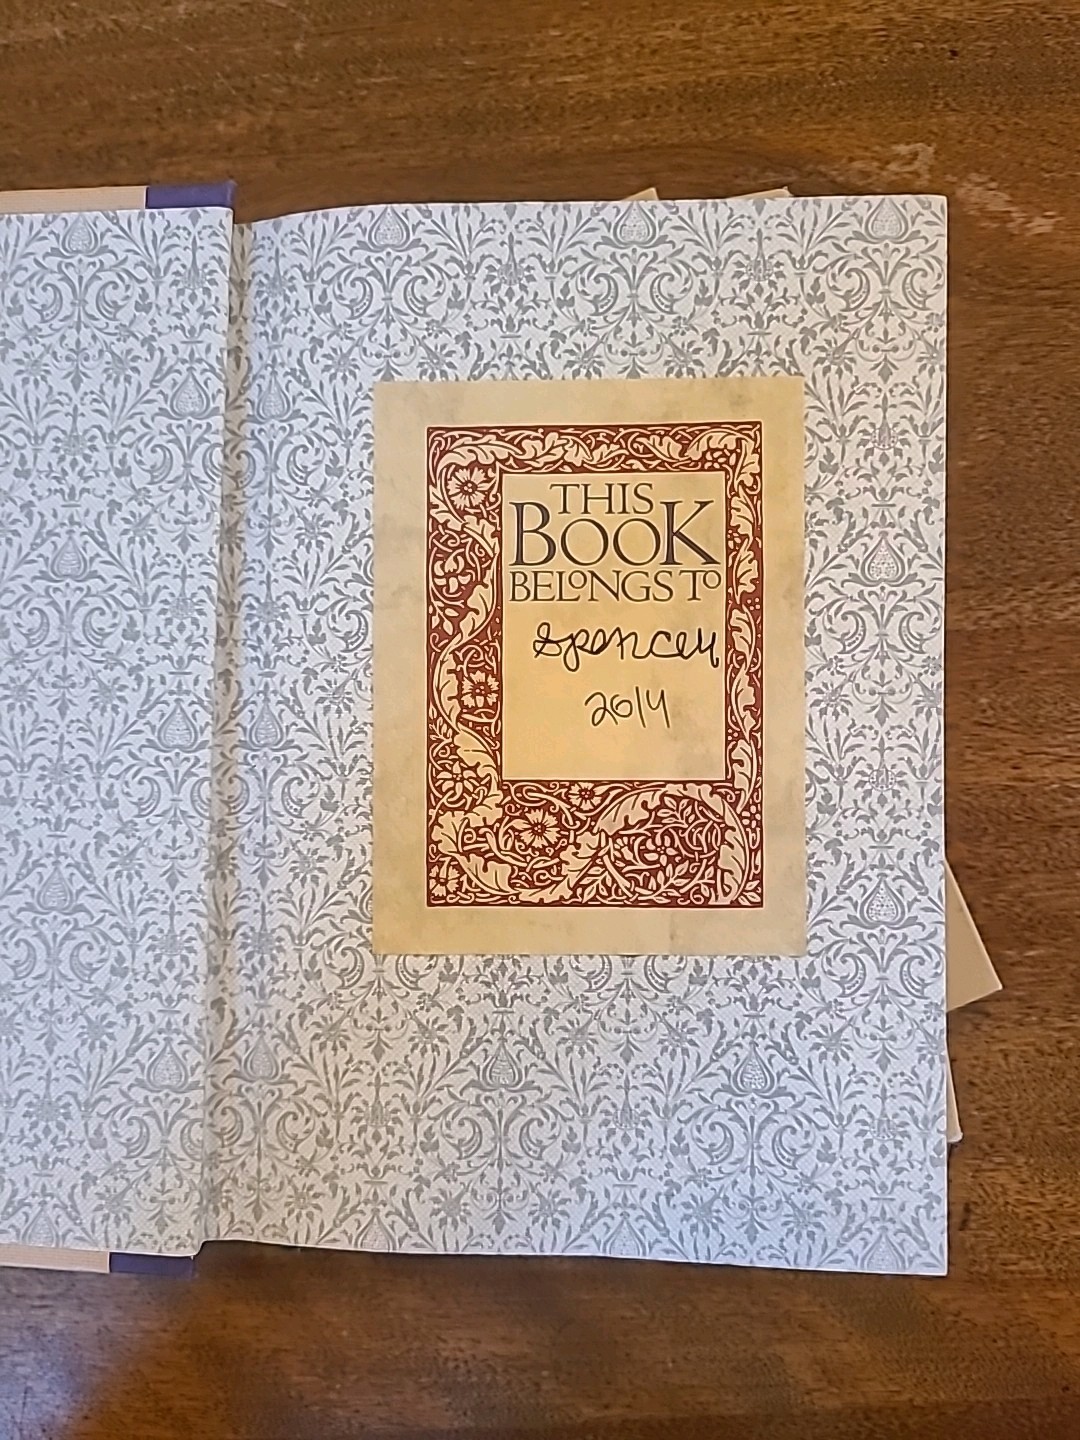 THIS
BOOK
BELONGS TO
Spencer
2014